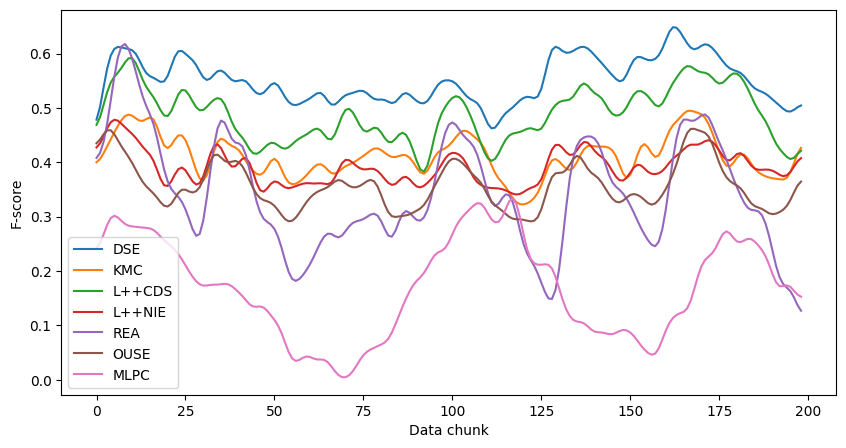 F-score
0.6
0.5
0.4
0.3
0.2
0.1
0.0
DSE
KMC
L++CDS
L++NIE
REA
OUSE
MLPC
0 25 50 75 100 125 150 175 200
Data chunk